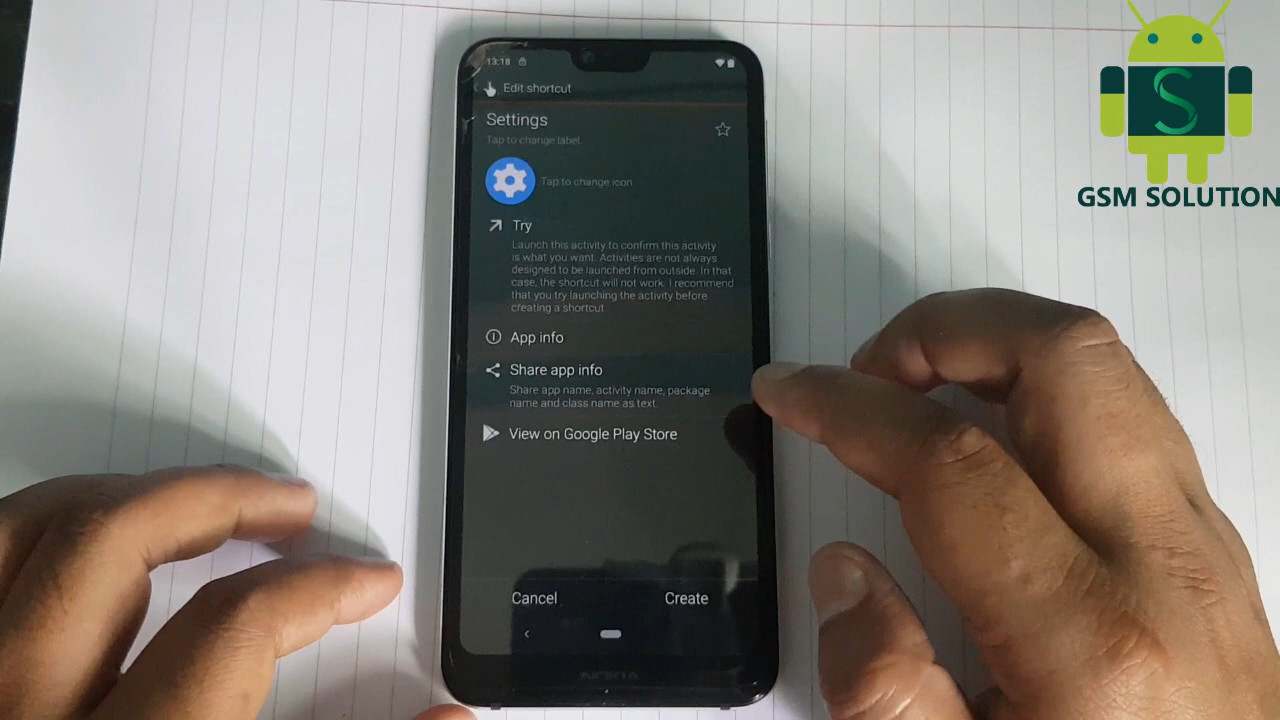 13:18
Edit shortcut
Settings
Tap to change label.
Tap to change icon.
Try
Launch this activity to confirm this activity
is what you want. Activities are not always
designed to be launched from outside. In that
case, the shortcut will not work. I recommend
that you try launching the activity before
creating a shortcut
App info
Share app info
Share app name, activity name, package
name and class name as text.
View on Google Play Store
Cancel
Create
NOKIA
S
GSM SOLUTION